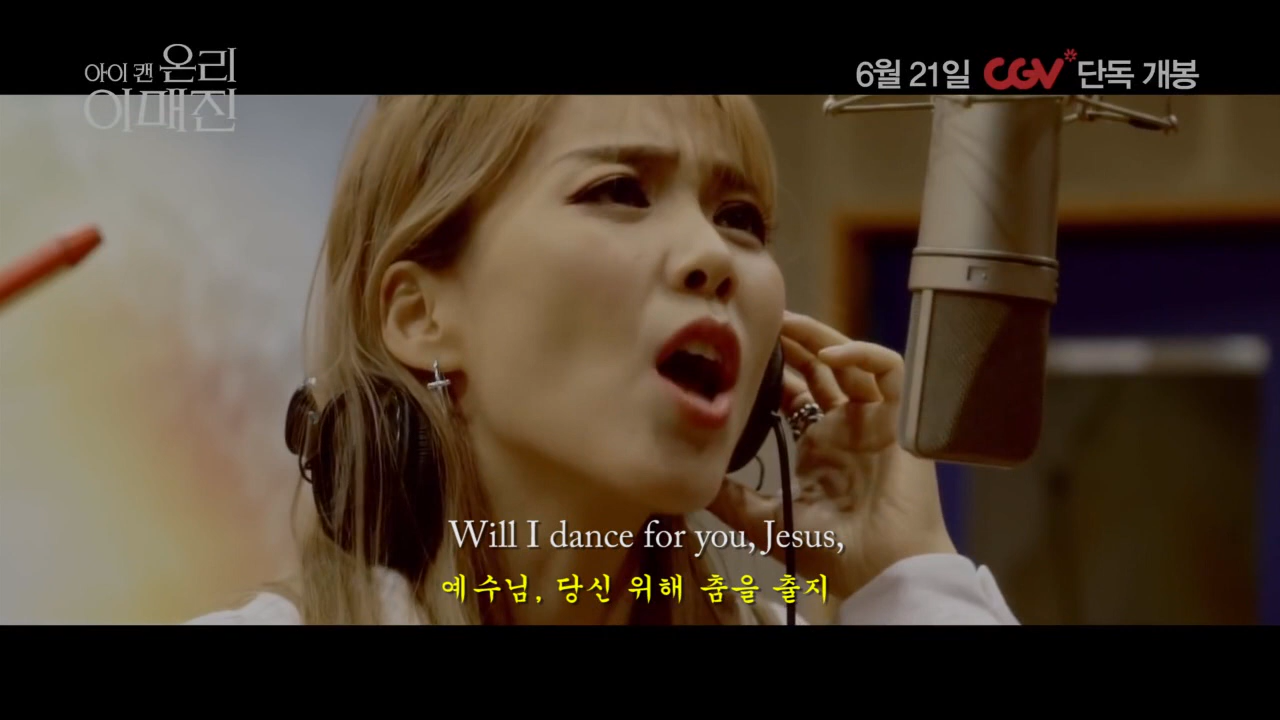 아이 캔 온리
이매진
6월 21일 CGV 단독 개봉
Will I dance for you, Jesus,
예수님, 당신 위해 춤을 출지